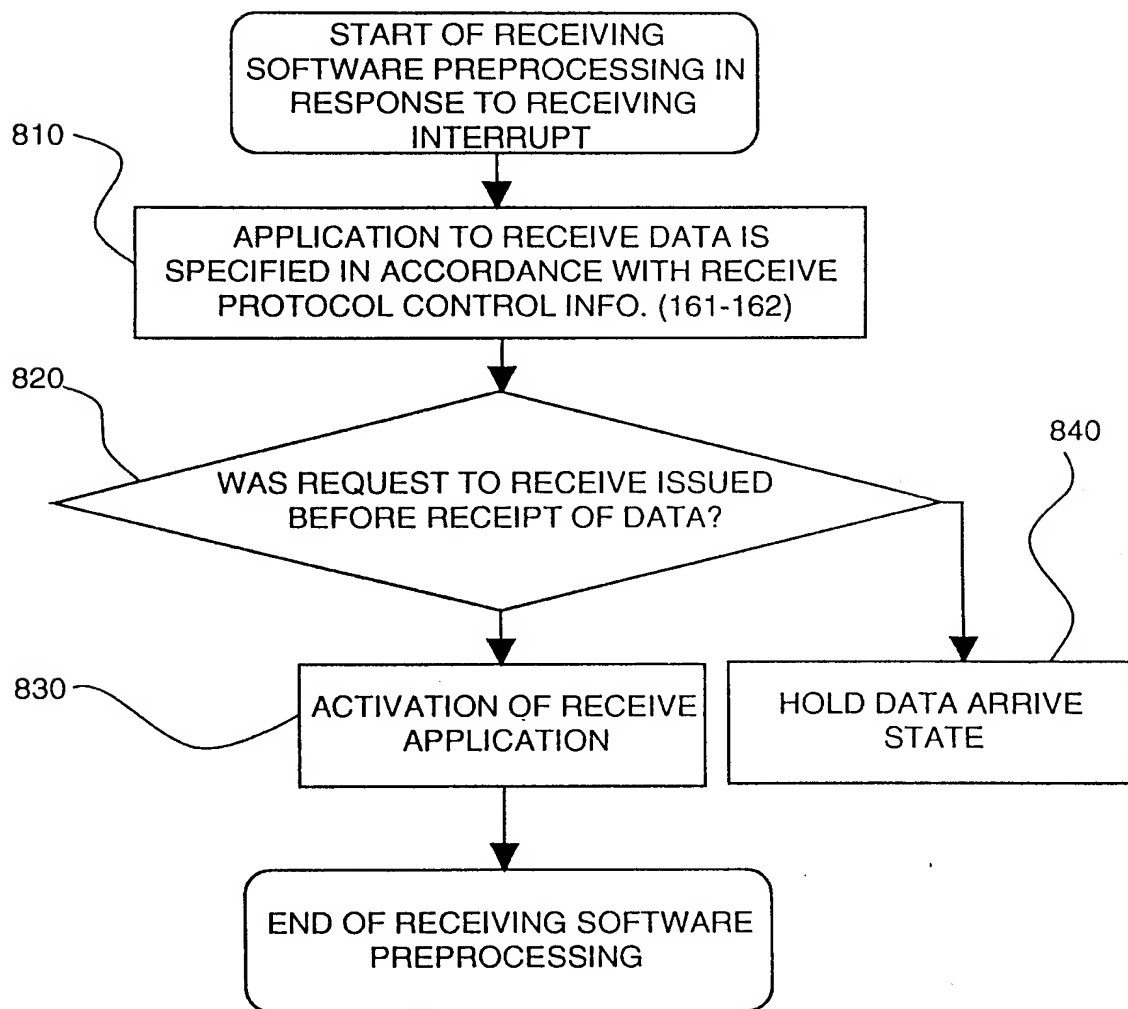 START OF RECEIVING
SOFTWARE PREPROCESSING IN
RESPONSE TO RECEIVING
INTERRUPT
810
APPLICATION TO RECEIVE DATA IS
SPECIFIED IN ACCORDANCE WITH RECEIVE
PROTOCOL CONTROL INFO. (161-162)
820
WAS REQUEST TO RECEIVE ISSUED
BEFORE RECEIPT OF DATA?
840
830
ACTIVATION OF RECEIVE
APPLICATION
HOLD DATA ARRIVE
STATE
END OF RECEIVING SOFTWARE
PREPROCESSING